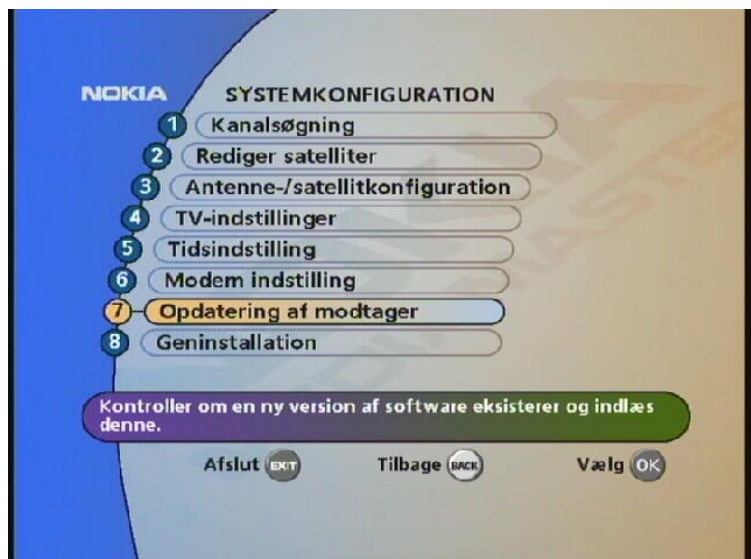 NOKIA SYSTEMKONFIGURATION
1 Kanalsøgning
2 Rediger satelliter
3 Antenne-/satellitkonfiguration
4 TV-indstillinger
5 Tidsindstilling
6 Modem indstilling
7 Opdatering af modtager
8 Geninstallation
Kontroller om en ny version af software eksisterer og indlæs
denne.
Afslut EXIT Tilbage BACK Vælg OK
NOKIA
MEDIAMASTER